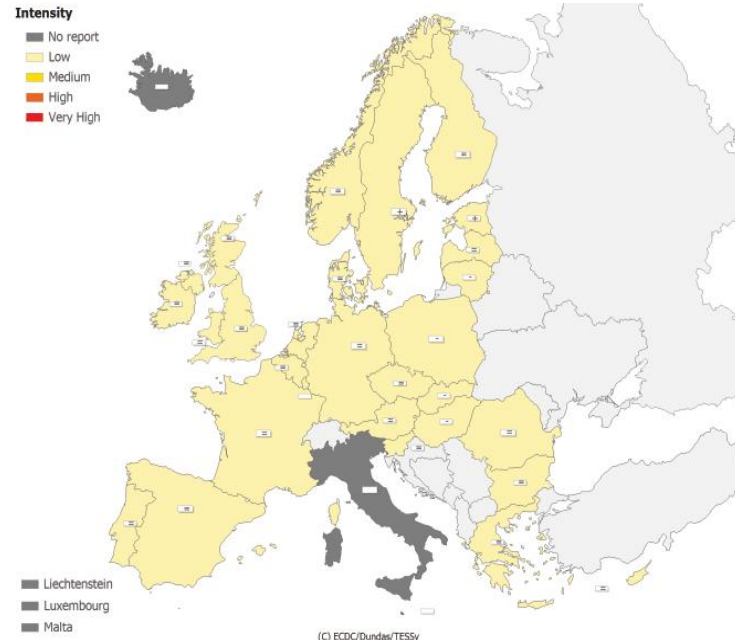 Intensity
No report
Low
Medium
High
Very High
Liechtenstein
Luxembourg
Malta
(C) ECDC/Dundas/TESSy